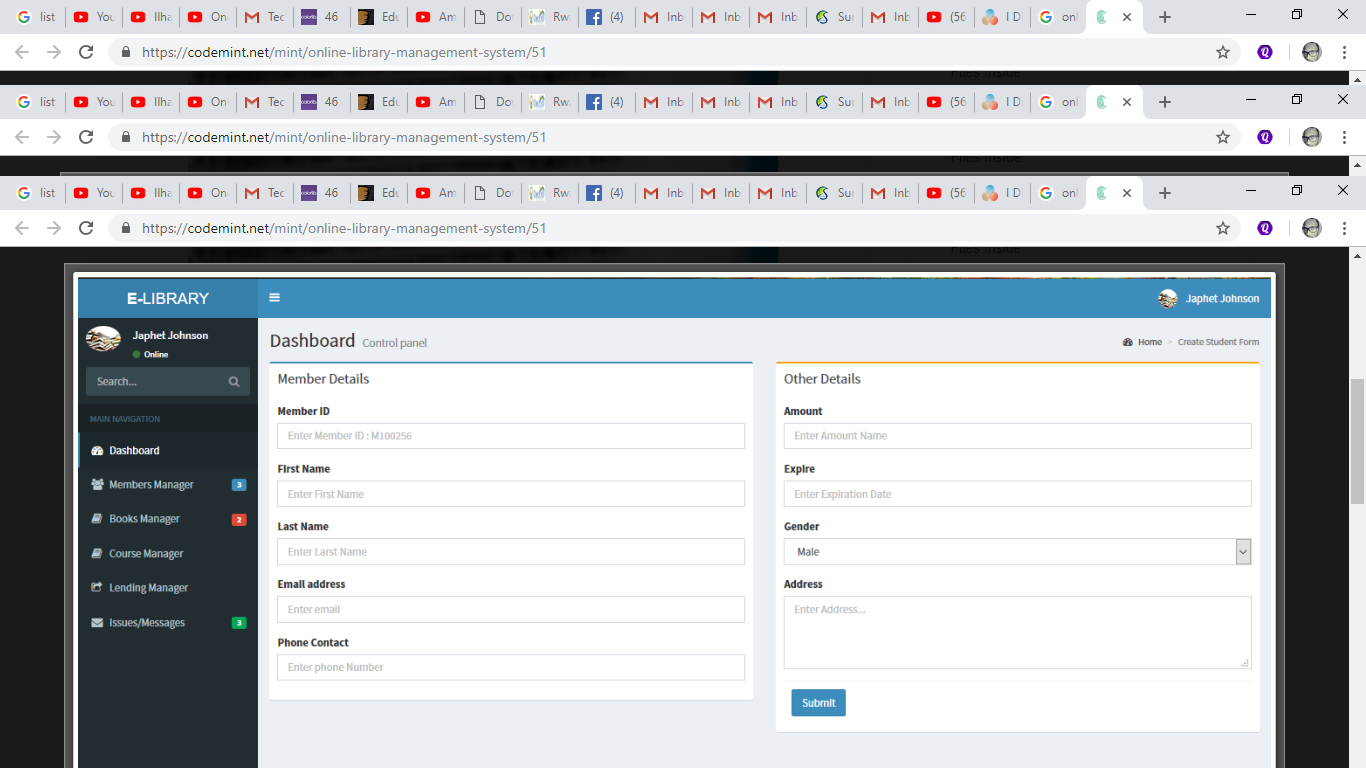 list You Ilha On Tec 46 Edu Am Dov Rw (4) Inb Inb Inb Sur Inb (56 I D onl
https://codemint.net/mint/online-library-management-system/51
Files Inside:
list You Ilha On Tec 46 Edu Am Dov Rw (4) Inb Inb Inb Sur Inb (56 I D onl
https://codemint.net/mint/online-library-management-system/51
Files Inside:
list You Ilha On Tec 46 Edu Am Dov Rw (4) Inb Inb Inb Sur Inb (56 I D onl
https://codemint.net/mint/online-library-management-system/51
Files Inside:
E-LIBRARY
Japhet Johnson
Japhet Johnson
Online
Search...
MAIN NAVIGATION
Dashboard
Members Manager 3
Books Manager 2
Course Manager
Lending Manager
Issues/Messages 3
Dashboard Control panel
Home > Create Student Form
Member Details
Member ID
Enter Member ID : M100256
First Name
Enter First Name
Last Name
Enter Larst Name
Email address
Enter email
Phone Contact
Enter phone Number
Other Details
Amount
Enter Amount Name
Expire
Enter Expiration Date
Gender
Male
Address
Enter Address...
Submit